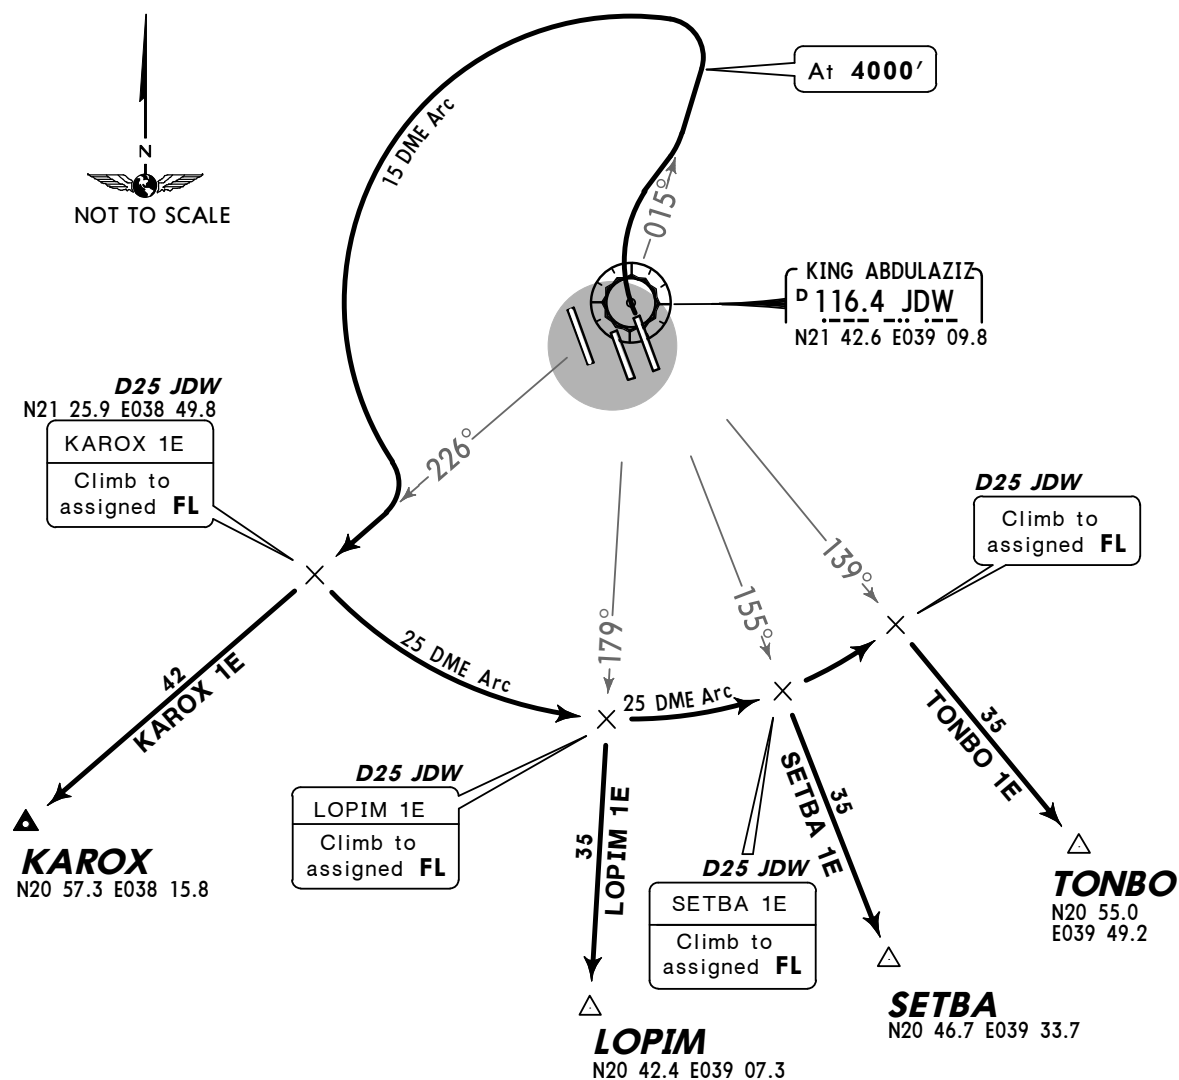 At 4000′
15 DME Arc
N
NOT TO SCALE
015°
KING ABDULAZIZ
D 116.4 JDW
N21 42.6 E039 09.8
D25 JDW
N21 25.9 E038 49.8
KAROX 1E
Climb to
assigned FL
226°
D25 JDW
Climb to
assigned FL
139°
155°
179°
25 DME Arc
25 DME Arc
42
KAROX 1E
35
TONBO 1E
D25 JDW
LOPIM 1E
Climb to
assigned FL
35
LOPIM 1E
35
SETBA 1E
KAROX
N20 57.3 E038 15.8
D25 JDW
SETBA 1E
Climb to
assigned FL
TONBO
N20 55.0
E039 49.2
SETBA
N20 46.7 E039 33.7
LOPIM
N20 42.4 E039 07.3